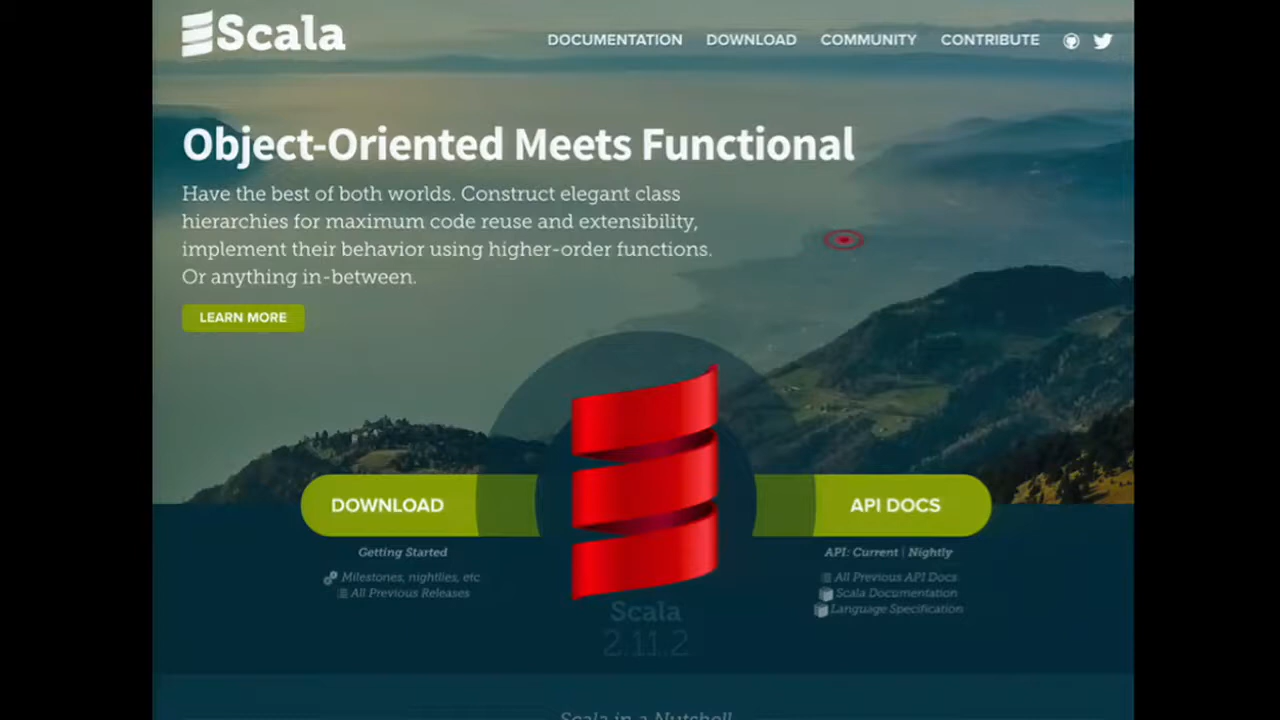 Scala
DOCUMENTATION DOWNLOAD COMMUNITY CONTRIBUTE
Object-Oriented Meets Functional
Have the best of both worlds. Construct elegant class
hierarchies for maximum code reuse and extensibility,
implement their behavior using higher-order functions.
Or anything in-between.
LEARN MORE
DOWNLOAD
Getting Started
Milestones, nightlies, etc
All Previous Releases
Scala
2.11.2
API DOCS
API: Current | Nightly
All Previous API Docs
Scala Documentation
Language Specification
Scala in a Nutshell